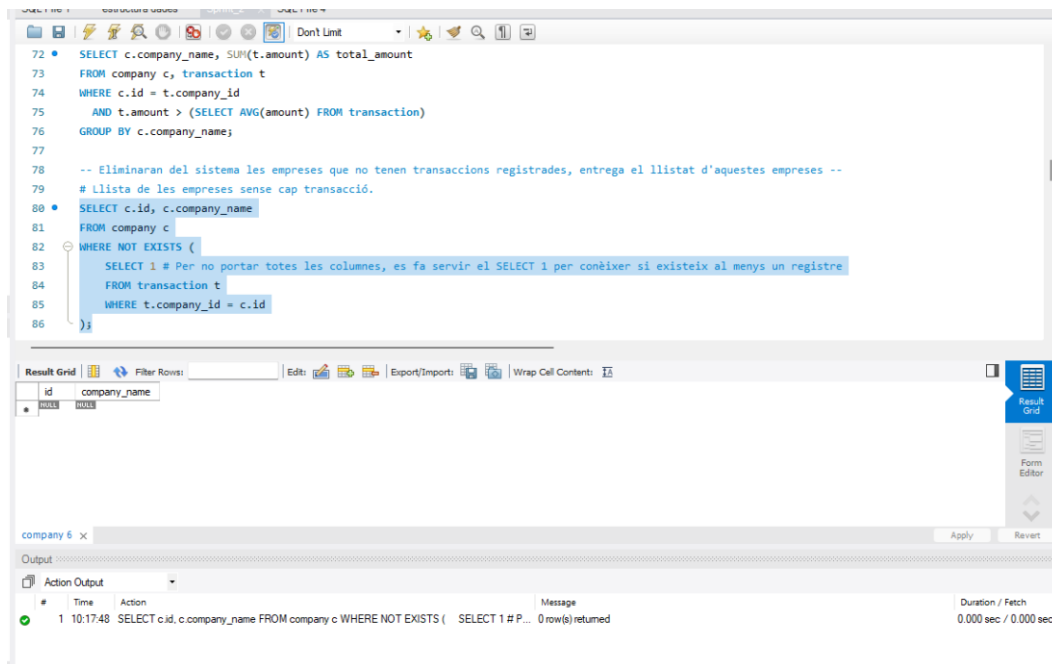 Don't Limit
72 SELECT c.company_name, SUM(t.amount) AS total_amount
73 FROM company c, transaction t
74 WHERE c.id = t.company_id
75 AND t.amount > (SELECT AVG(amount) FROM transaction)
76 GROUP BY c.company_name;
77
78 -- Eliminaran del sistema les empreses que no tenen transaccions registrades, entrega el llistat d'aquestes empreses --
79 # Llista de les empreses sense cap transacció.
80 SELECT c.id, c.company_name
81 FROM company c
82 WHERE NOT EXISTS (
83 SELECT 1 # Per no portar totes les columnes, es fa servir el SELECT 1 per conèixer si existeix al menys un registre
84 FROM transaction t
85 WHERE t.company_id = c.id
86 );
Result Grid Filter Rows: Edit: Export/Import: Wrap Cell Content:
id company_name
NULL NULL
Result Grid
Form Editor
company 6 Apply Revert
Output
Action Output
# Time Action Message Duration / Fetch
1 10:17:48 SELECT c.id, c.company_name FROM company c WHERE NOT EXISTS ( SELECT 1 # P... 0 row(s) returned 0.000 sec / 0.000 sec